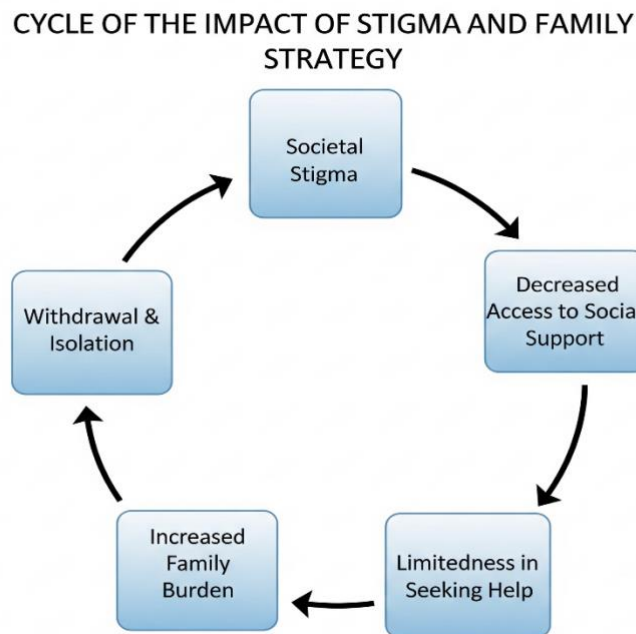 CYCLE OF THE IMPACT OF STIGMA AND FAMILY
STRATEGY
Societal
Stigma
Decreased
Access to Social
Support
Limitedness in
Seeking Help
Increased
Family
Burden
Withdrawal &
Isolation